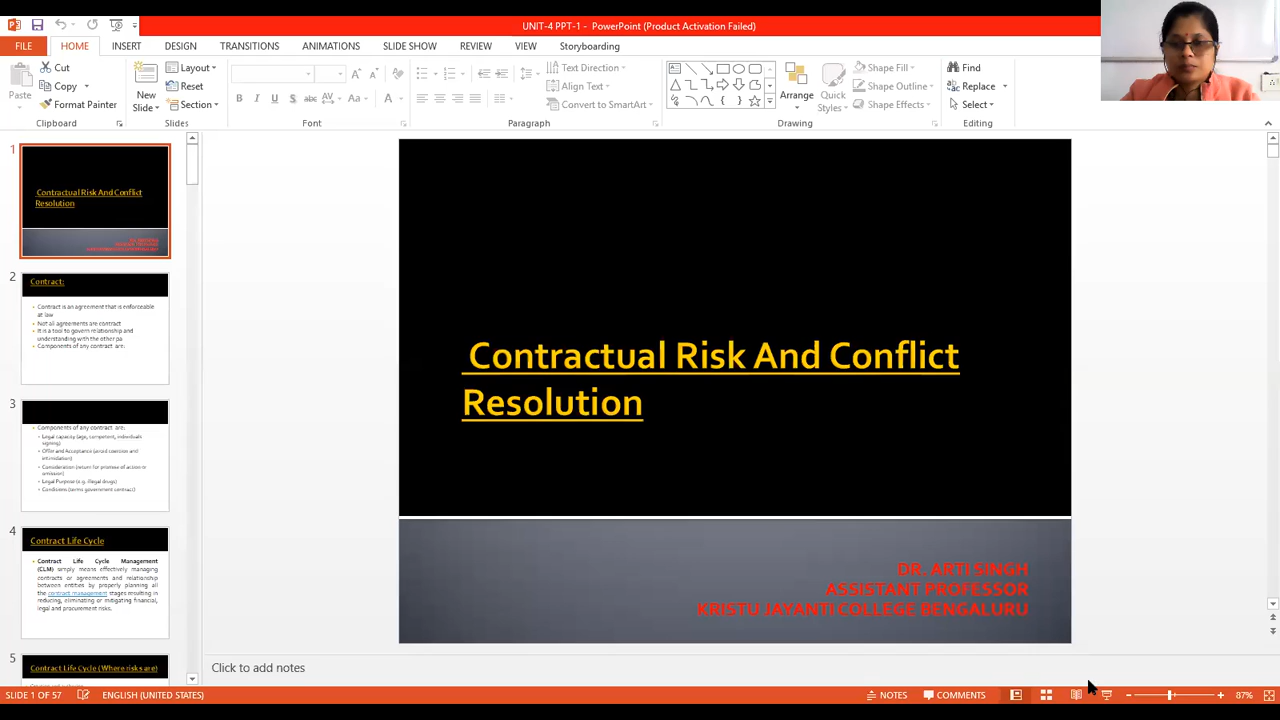 UNIT-4 PPT-1 - PowerPoint (Product Activation Failed)
FILE HOME INSERT DESIGN TRANSITIONS ANIMATIONS SLIDE SHOW REVIEW VIEW Storyboarding
Paste
Cut
Copy
Format Painter
Clipboard
New Slide
Layout
Reset
Section
Slides
Font
Text Direction
Align Text
Convert to SmartArt
Paragraph
Arrange
Quick Styles
Shape Fill
Shape Outline
Shape Effects
Drawing
Find
Replace
Select
Editing
1
Contractual Risk And Conflict
Resolution
2
Contract:
Contract is an agreement that is enforceable
at law
Not all agreements are contract
It is a tool to govern relationship and
understanding with the other pa
Components of any contract are:
3
Components of any contract are:
Legal capacity (age, competent, individuals
signing)
Offer and Acceptance (avoid coercion and
intimidation)
Consideration (return for promise of action or
omission)
Legal Purpose (e.g. illegal drugs)
Conditions (terms government contract)
4
Contract Life Cycle
Contract Life Cycle Management
(CLM) simply means effectively managing
contracts or agreements and relationship
between entities by properly planning all
the contract management stages resulting in
reducing, eliminating or mitigating financial,
legal and procurement risks.
5
Contract Life Cycle (Where risks are)
Contractual Risk And Conflict
Resolution
DR. ARTI SINGH
ASSISTANT PROFESSOR
KRISTU JAYANTI COLLEGE BENGALURU
Click to add notes
SLIDE 1 OF 57 ENGLISH (UNITED STATES) NOTES COMMENTS 87%